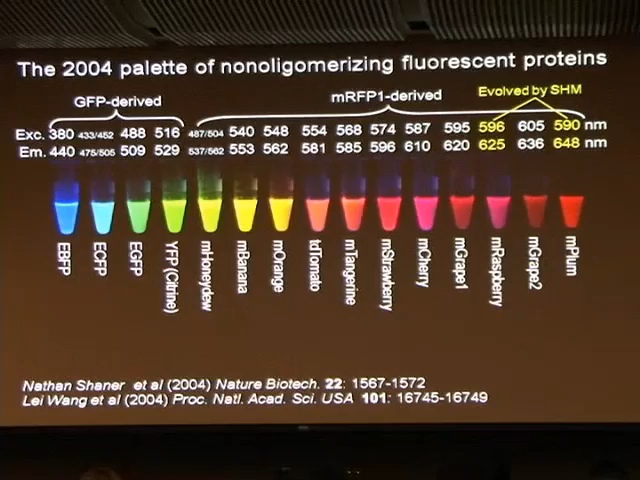 The 2004 palette of nonoligomerizing fluorescent proteins
GFP-derived
mRFP1-derived
Evolved by SHM
Exc. 380 433/452 488 516 487/504 540 548 554 568 574 587 595 596 605 590 nm
Em. 440 475/505 509 529 537/562 553 562 581 585 596 610 620 625 636 648 nm
EBFP
ECFP
EGFP
YFP (Citrine)
mHoneydew
mBanana
mOrange
tdTomato
mTangerine
mStrawberry
mCherry
mGrape1
mRaspberry
mGrape2
mPlum
Nathan Shaner et al (2004) Nature Biotech. 22: 1567-1572
Lei Wang et al (2004) Proc. Natl. Acad. Sci. USA 101: 16745-16749